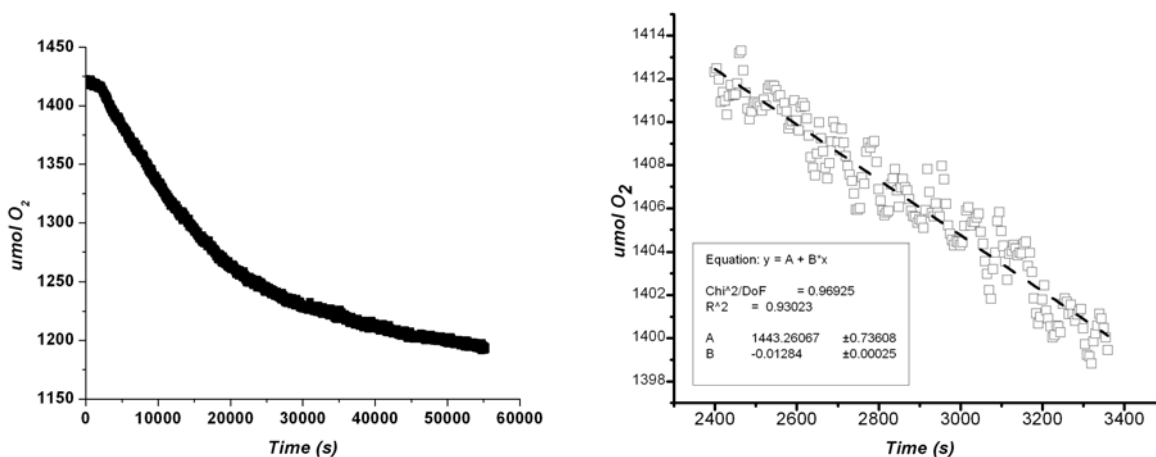 1450
1400
1350
1300
1250
1200
1150
umol O₂
0 10000 20000 30000 40000 50000 60000
Time (s)
1414
1412
1410
1408
1406
1404
1402
1400
1398
umol O₂
Equation: y = A + B*x
Chi^2/DoF = 0.96925
R^2 = 0.93023
A 1443.26067 ±0.73608
B -0.01284 ±0.00025
2400 2600 2800 3000 3200 3400
Time (s)